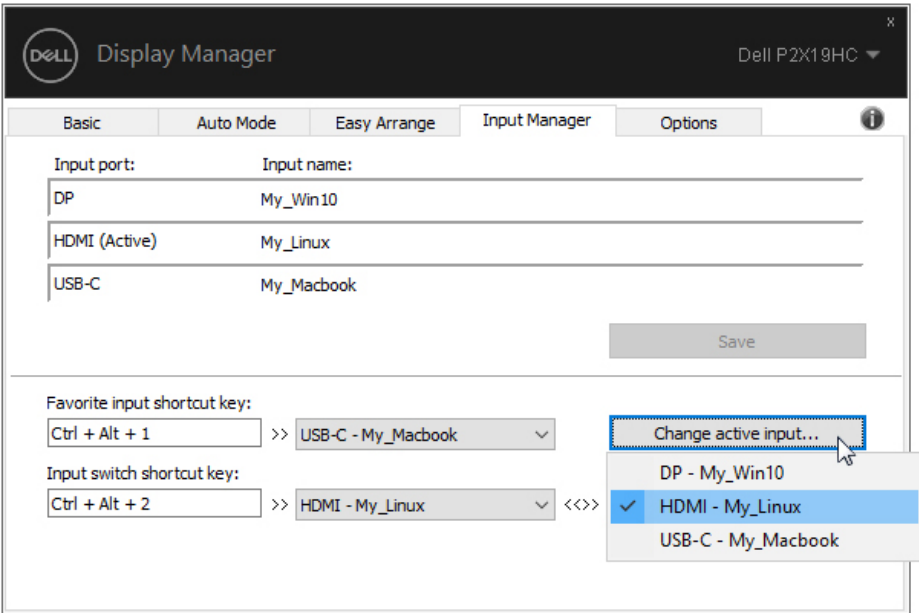 x
DELL Display Manager Dell P2X19HC
Basic Auto Mode Easy Arrange Input Manager Options i
Input port: Input name:
DP My_Win10
HDMI (Active) My_Linux
USB-C My_Macbook
Save
Favorite input shortcut key:
Ctrl + Alt + 1 >> USB-C - My_Macbook Change active input...
Input switch shortcut key:
DP - My_Win10
Ctrl + Alt + 2 >> HDMI - My_Linux <<>> HDMI - My_Linux
USB-C - My_Macbook